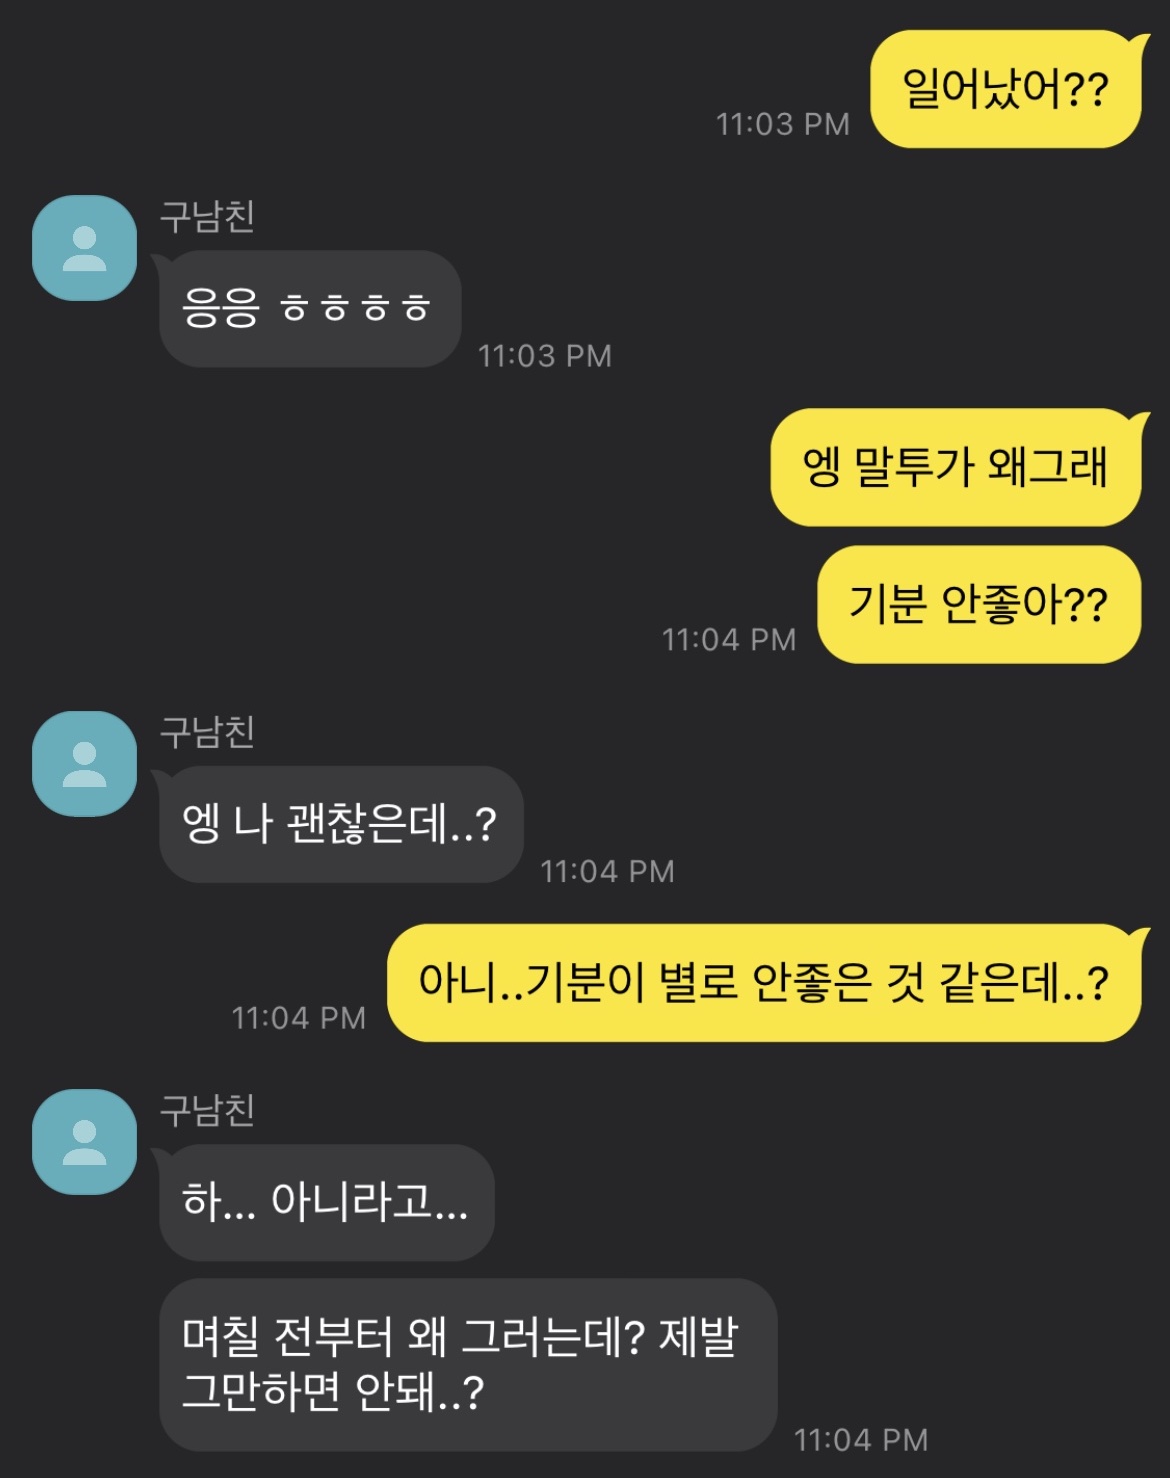 일어났어??
11:03 PM
구남친
응응 ㅎㅎㅎㅎ
11:03 PM
엥 말투가 왜그래
기분 안좋아??
11:04 PM
구남친
엥 나 괜찮은데..?
11:04 PM
아니..기분이 별로 안좋은 것 같은데..?
11:04 PM
구남친
하... 아니라고...
며칠 전부터 왜 그러는데? 제발
그만하면 안돼..?
11:04 PM